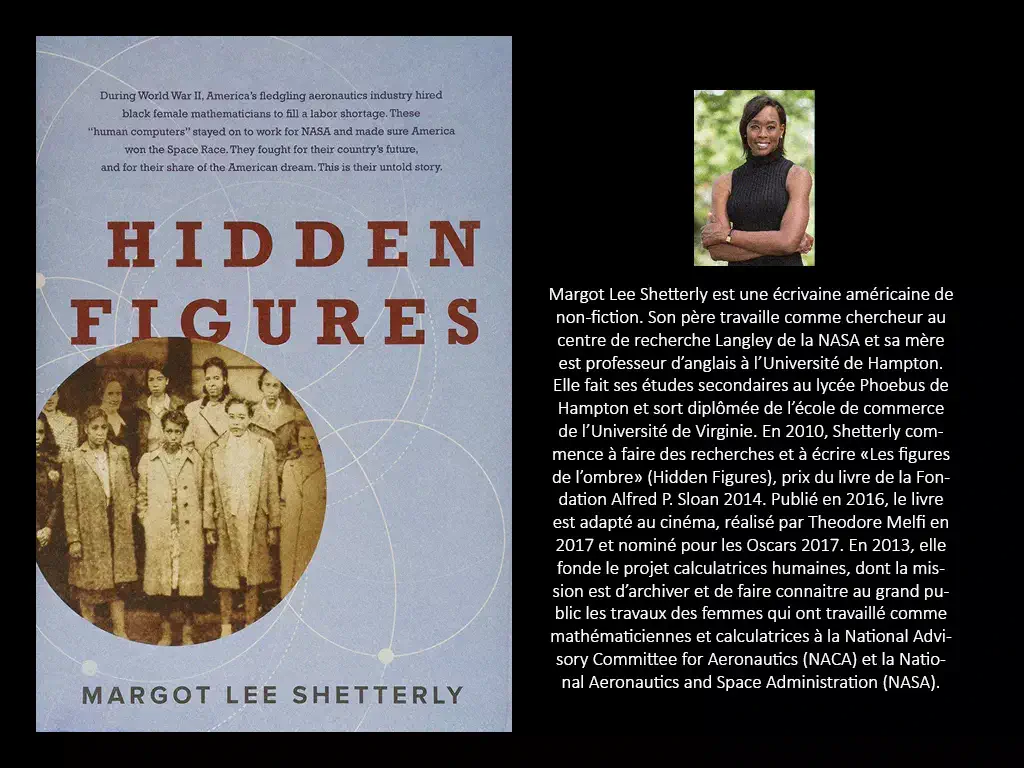 During World War II, America's fledgling aeronautics industry hired
black female mathematicians to fill a labor shortage. These
“human computers” stayed on to work for NASA and made sure America
won the Space Race. They fought for their country's future,
and for their share of the American dream. This is their untold story.
HIDDEN
FIGURES
MARGOT LEE SHETTERLY
Margot Lee Shetterly est une écrivaine américaine de
non-fiction. Son père travaille comme chercheur au
centre de recherche Langley de la NASA et sa mère
est professeur d’anglais à l’Université de Hampton.
Elle fait ses études secondaires au lycée Phoebus de
Hampton et sort diplômée de l’école de commerce
de l’Université de Virginie. En 2010, Shetterly com-
mence à faire des recherches et à écrire «Les figures
de l’ombre» (Hidden Figures), prix du livre de la Fon-
dation Alfred P. Sloan 2014. Publié en 2016, le livre
est adapté au cinéma, réalisé par Theodore Melfi en
2017 et nominé pour les Oscars 2017. En 2013, elle
fonde le projet calculatrices humaines, dont la mis-
sion est d’archiver et de faire connaitre au grand pu-
blic les travaux des femmes qui ont travaillé comme
mathématiciennes et calculatrices à la National Advi-
sory Committee for Aeronautics (NACA) et la Natio-
nal Aeronautics and Space Administration (NASA).